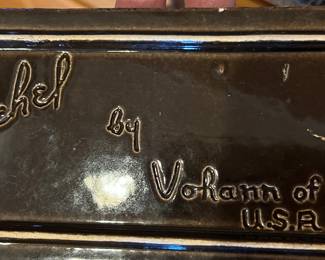 chel
by
Vohann of
U.S.A